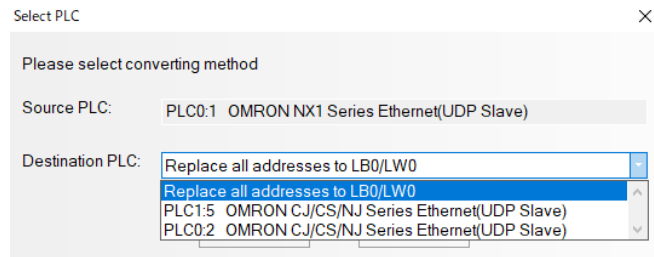 Select PLC
Please select converting method
Source PLC: PLC0:1 OMRON NX1 Series Ethernet(UDP Slave)
Destination PLC: Replace all addresses to LB0/LW0
Replace all addresses to LB0/LW0
PLC1:5 OMRON CJ/CS/NJ Series Ethernet(UDP Slave)
PLC0:2 OMRON CJ/CS/NJ Series Ethernet(UDP Slave)